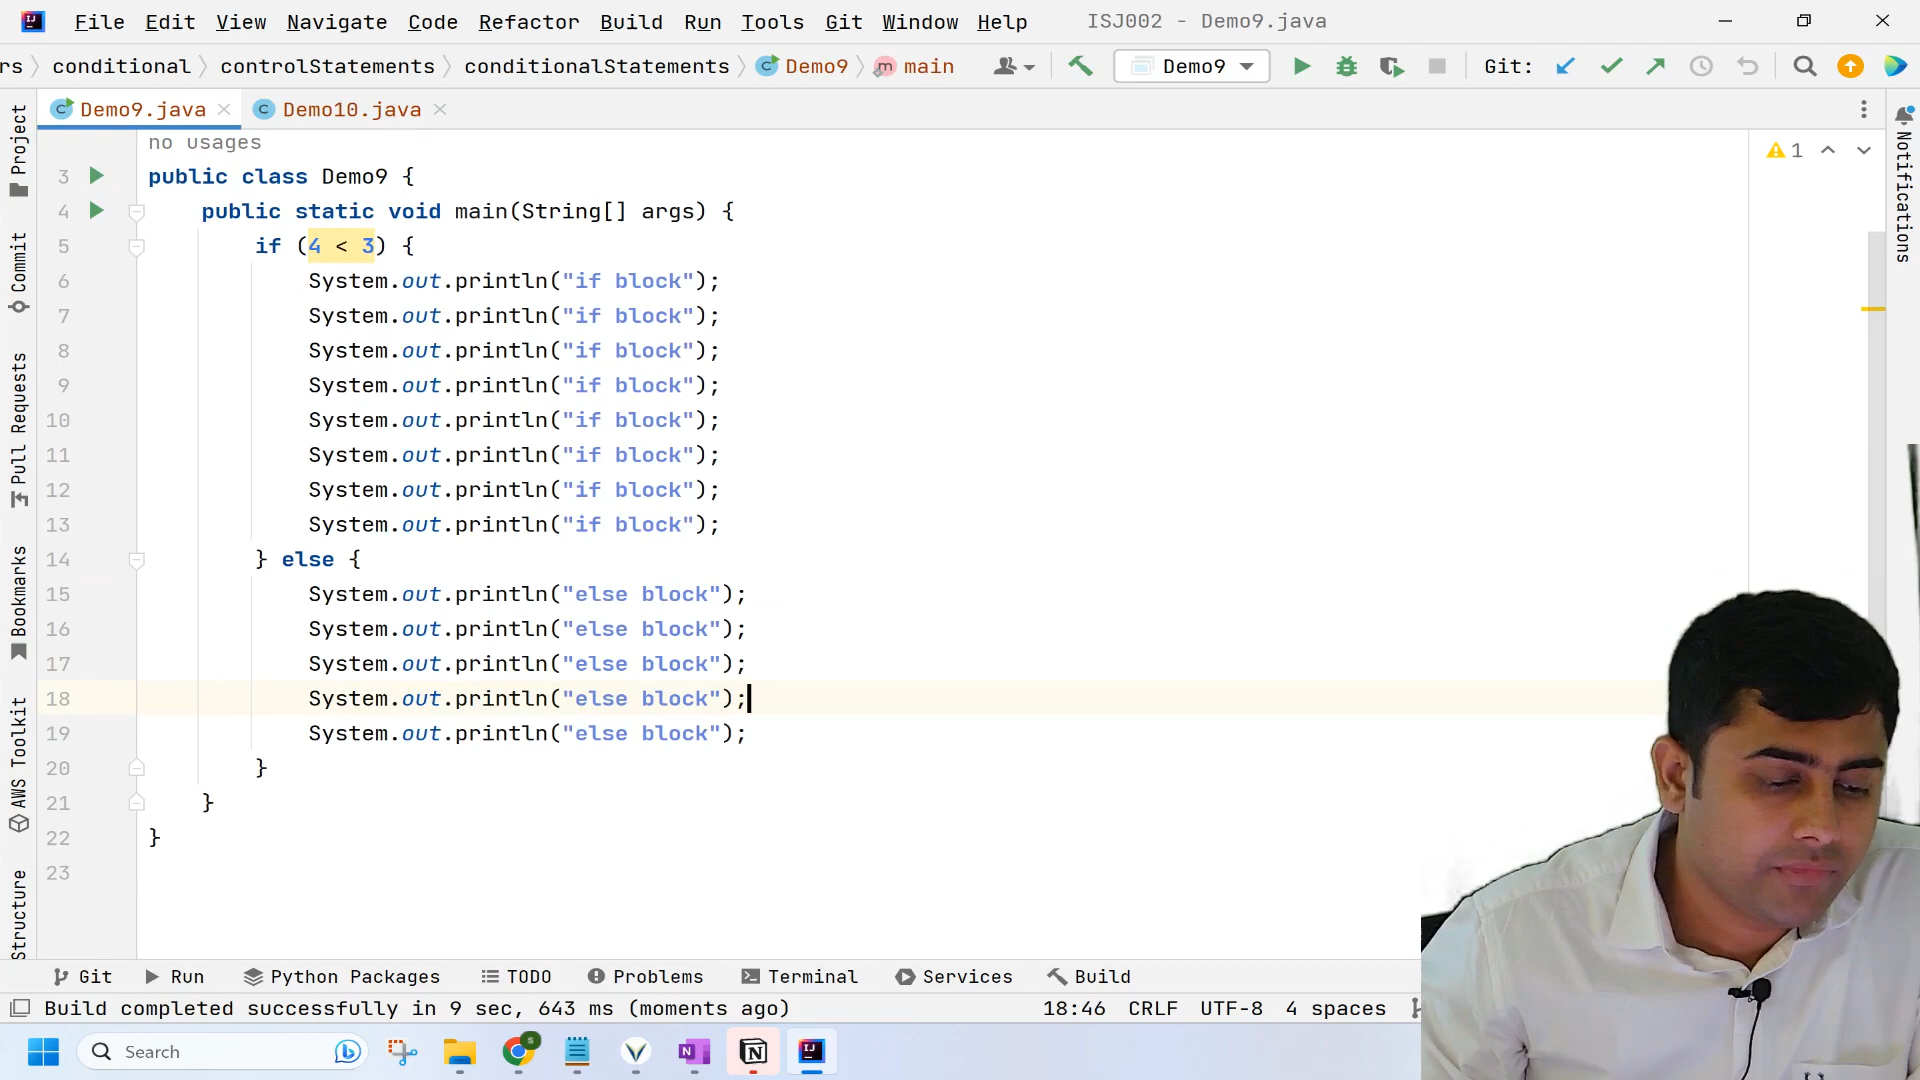 File Edit View Navigate Code Refactor Build Run Tools Git Window Help ISJ002 - Demo9.java
rs conditional controlStatements conditionalStatements Demo9 main Demo9 Git:
Demo9.java Demo10.java
no usages
3 public class Demo9 {
4 public static void main(String[] args) {
5 if (4 < 3) {
6 System.out.println("if block");
7 System.out.println("if block");
8 System.out.println("if block");
9 System.out.println("if block");
10 System.out.println("if block");
11 System.out.println("if block");
12 System.out.println("if block");
13 System.out.println("if block");
14 } else {
15 System.out.println("else block");
16 System.out.println("else block");
17 System.out.println("else block");
18 System.out.println("else block");
19 System.out.println("else block");
20 }
21 }
22 }
23
1
Project
Commit
Pull Requests
Bookmarks
AWS Toolkit
Structure
Notifications
Git Run Python Packages TODO Problems Terminal Services Build
Build completed successfully in 9 sec, 643 ms (moments ago) 18:46 CRLF UTF-8 4 spaces
Search